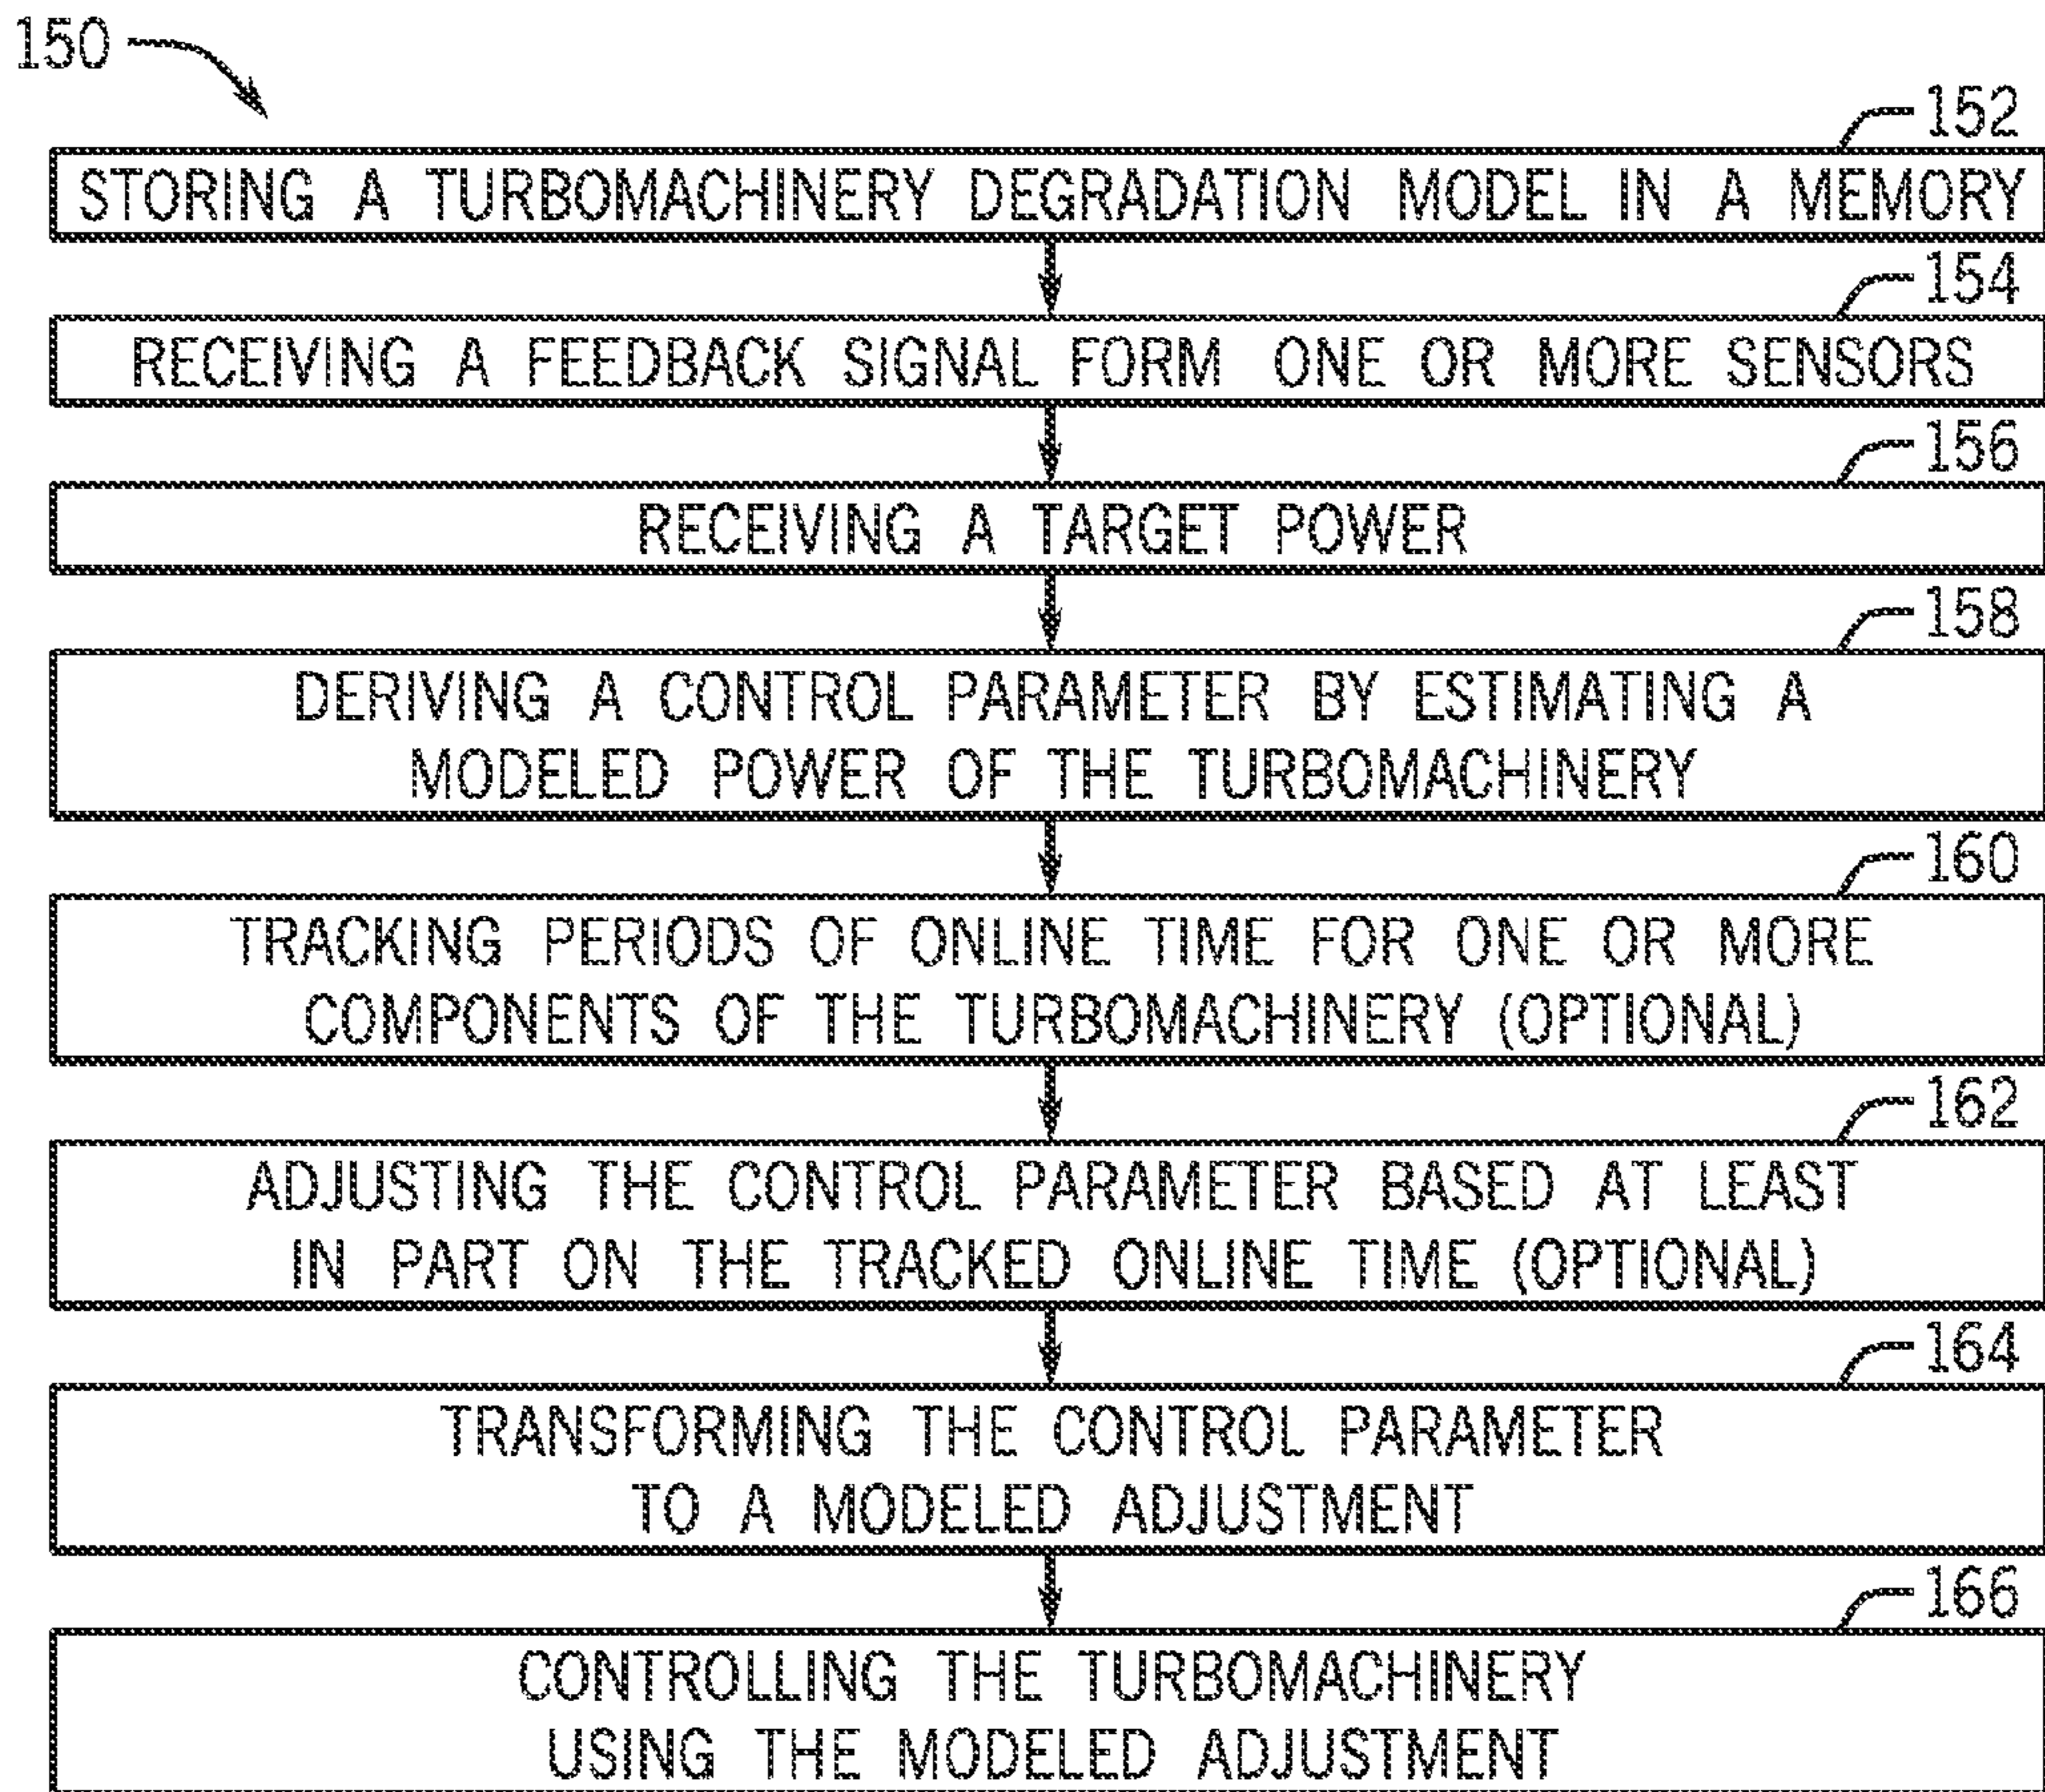 150
152
STORING A TURBOMACHINERY DEGRADATION MODEL IN A MEMORY
154
RECEIVING A FEEDBACK SIGNAL FORM ONE OR MORE SENSORS
156
RECEIVING A TARGET POWER
158
DERIVING A CONTROL PARAMETER BY ESTIMATING A
MODELED POWER OF THE TURBOMACHINERY
160
TRACKING PERIODS OF ONLINE TIME FOR ONE OR MORE
COMPONENTS OF THE TURBOMACHINERY (OPTIONAL)
162
ADJUSTING THE CONTROL PARAMETER BASED AT LEAST
IN PART ON THE TRACKED ONLINE TIME (OPTIONAL)
164
TRANSFORMING THE CONTROL PARAMETER
TO A MODELED ADJUSTMENT
166
CONTROLLING THE TURBOMACHINERY
USING THE MODELED ADJUSTMENT